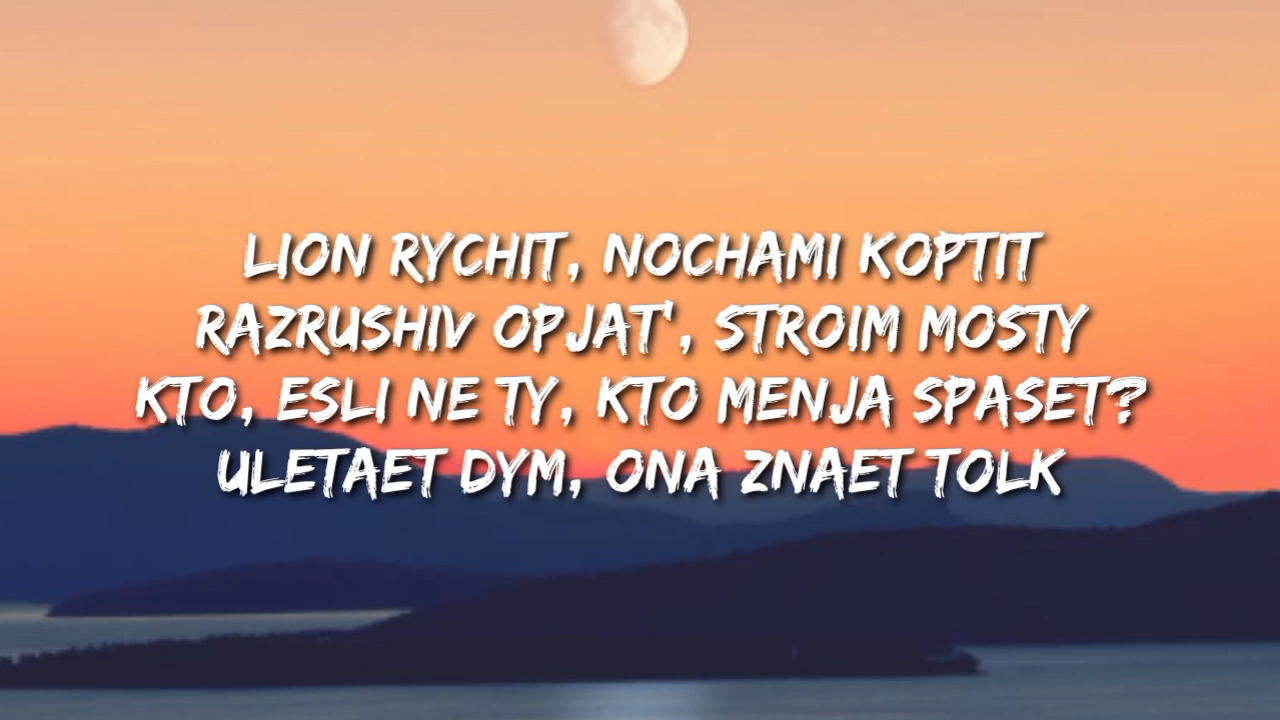 LION RYCHIT, NOCHAMI KOPTIT
RAZRUSHIV OPJAT', STROIM MOSTY
KTO, ESLI NE TY, KTO MENJA SPASET?
ULETAET DYM, ONA ZNAET TOLK